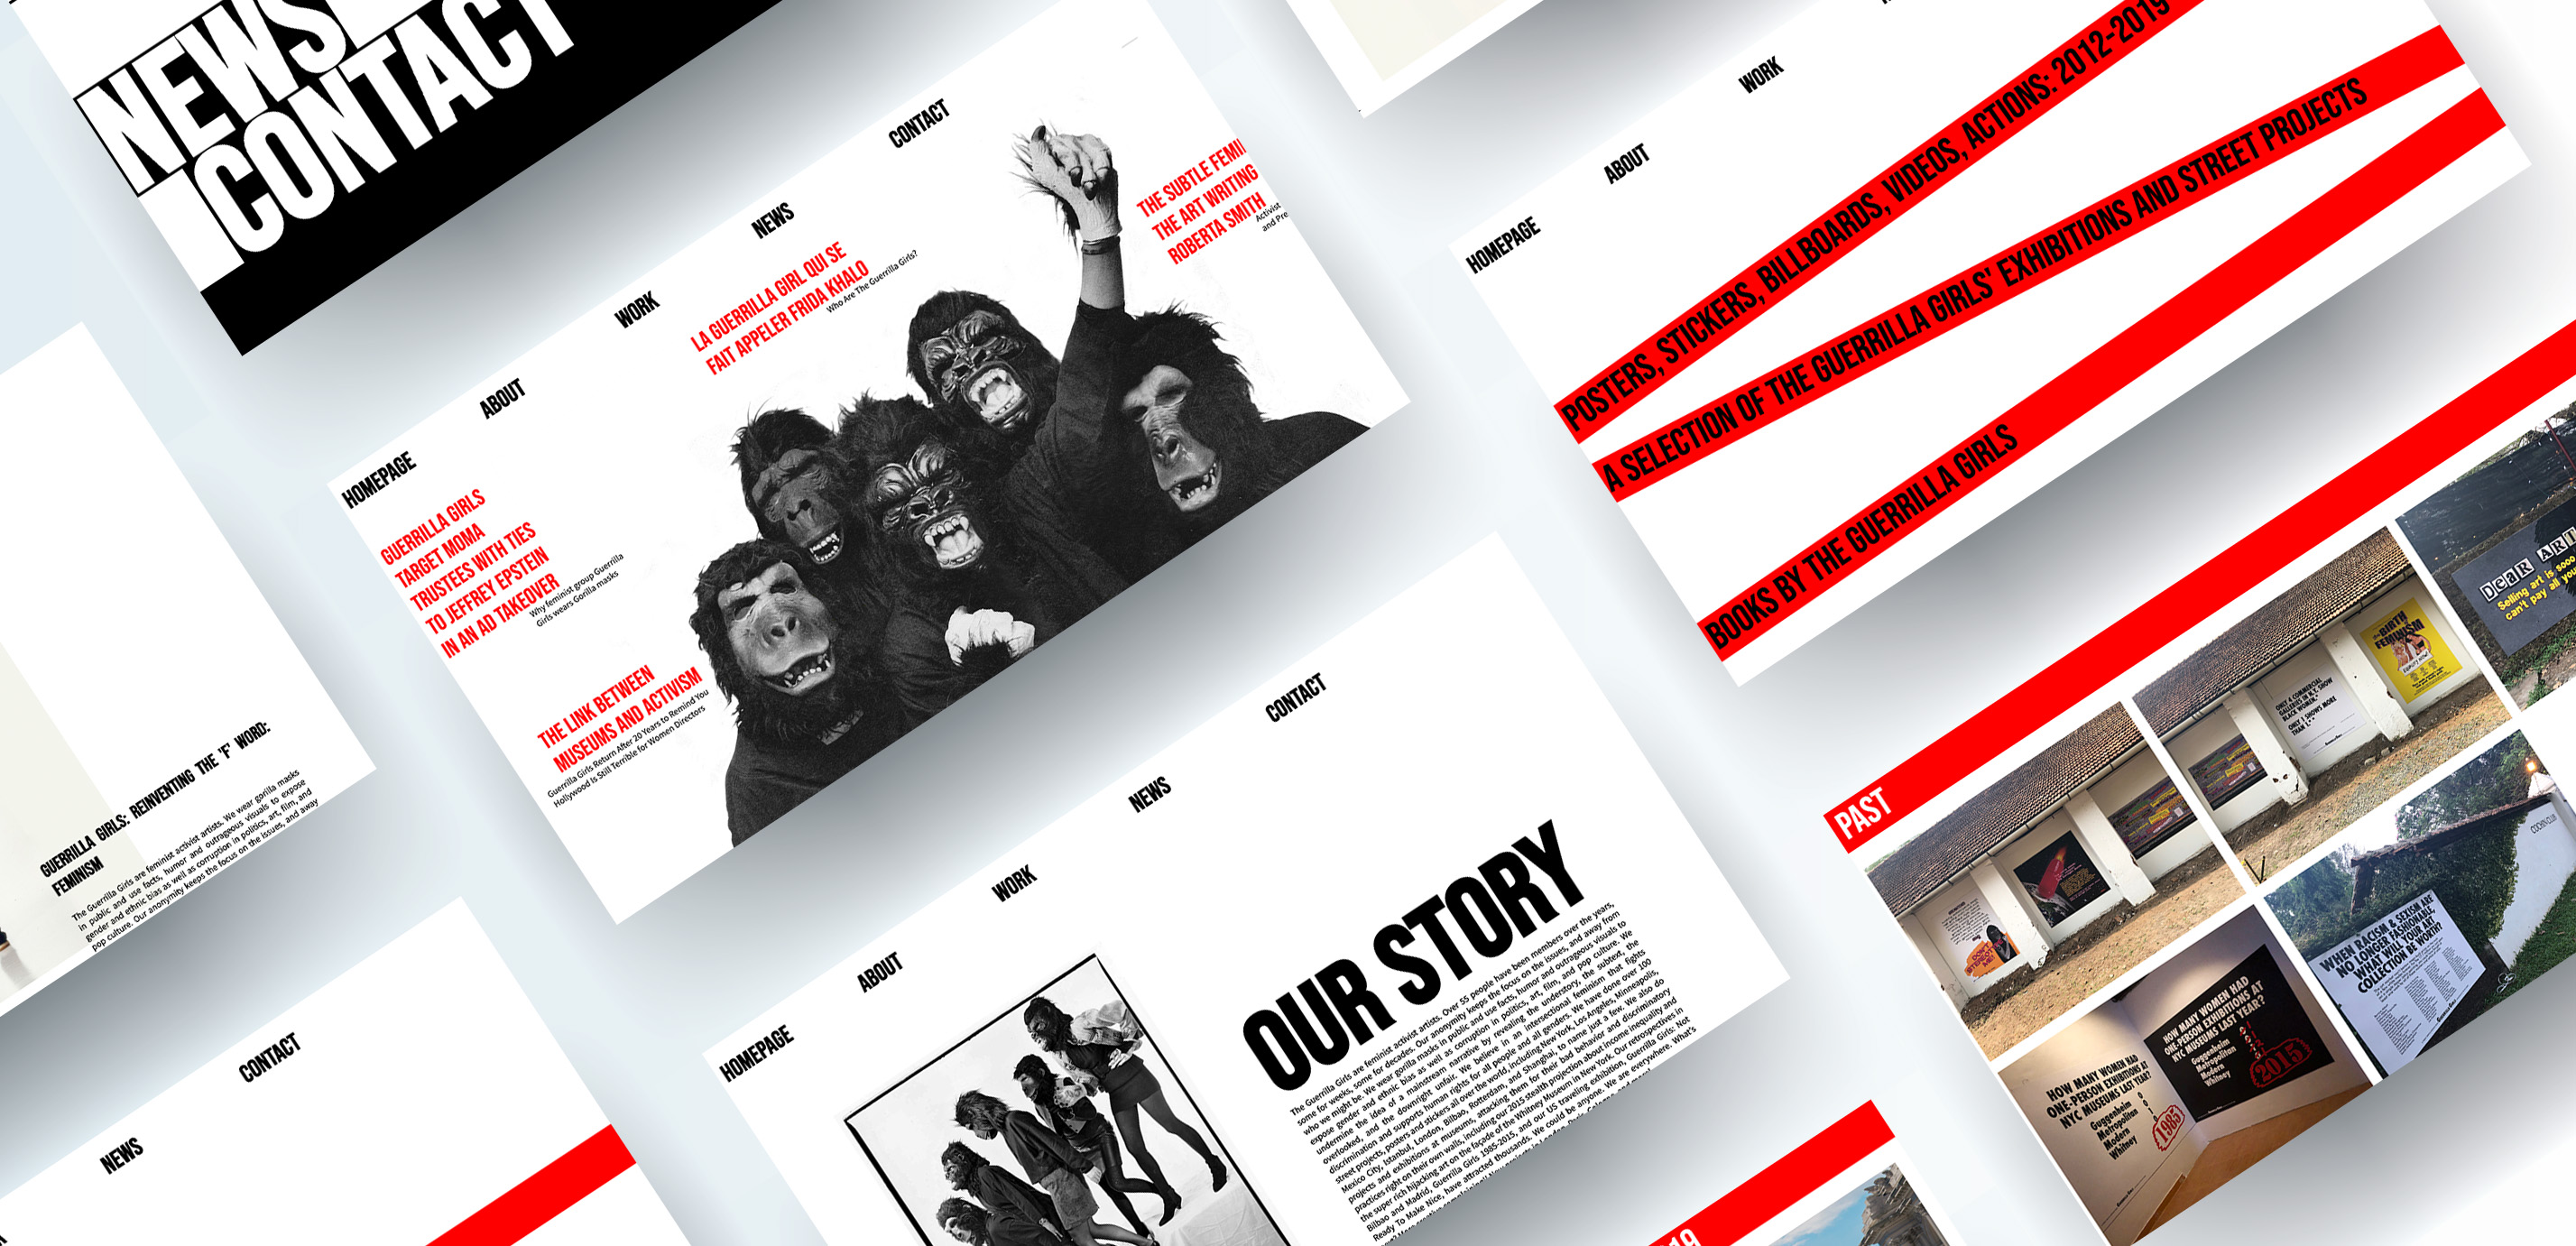 CONTACT
HOMEPAGE
ABOUT
WORK
NEWS
CONTACT
GUERRILLA GIRLS
TARGET MOMA
TRUSTEES WITH TIES
TO JEFFREY EPSTEIN
IN AN AD TAKEOVER
Why feminist group Guerrilla
Girls wears Gorilla masks
THE LINK BETWEEN
MUSEUMS AND ACTIVISM
Guerrilla Girls Return After 20 Years to Remind You
Hollywood Is Still Terrible for Women Directors
LA GUERRILLA GIRL QUI SE
FAIT APPELER FRIDA KHALO
Who Are The Guerrilla Girls?
THE SUBTLE
THE ART WRITING
ROBERTA SMITH
Activist
and
HOMEPAGE
ABOUT
WORK
POSTERS, STICKERS, BILLBOARDS, VIDEOS, ACTIONS: 2012-2019
A SELECTION OF THE GUERRILLA GIRLS' EXHIBITIONS AND STREET PROJECTS
BOOKS BY THE GUERRILLA GIRLS
GUERRILLA GIRLS: REINVENTING THE 'F' WORD:
FEMINISM
The Guerrilla Girls are feminist activist artists. We wear gorilla masks
in public and use facts, humor and outrageous visuals to expose
gender and ethnic bias as well as corruption in politics, art, film, and
pop culture. Our anonymity keeps the focus on the issues, and away
NEWS
CONTACT
HOMEPAGE
ABOUT
WORK
NEWS
CONTACT
OUR STORY
The Guerrilla Girls are feminist activist artists. Over 55 people have been members over the years,
some for weeks, some for decades. Our anonymity keeps the focus on the issues, and away from
who we might be. We wear gorilla masks in public and use facts, humor and outrageous visuals to
expose gender and ethnic bias as well as corruption in politics, art, film, and pop culture. We
undermine the idea of a mainstream narrative by revealing the understory, the subtext, the
overlooked, and the downright unfair. We believe in an intersectional feminism that fights
discrimination and supports human rights for all people and all genders. We have done over 100
street projects, posters and stickers all over the world, including New York, Los Angeles, Minneapolis,
Mexico City, Istanbul, London, Bilbao, Rotterdam, and Shanghai, to name just a few. We also do
projects and exhibitions at museums, attacking them for their bad behavior and discriminatory
practices right on their own walls, including our 2015 stealth projection about income inequality and
the super rich hijacking art on the façade of the Whitney Museum in New York. Our retrospectives in
Bilbao and Madrid, Guerrilla Girls 1985-2015, and our US traveling exhibition, Guerrilla Girls: Not
Ready To Make Nice, have attracted thousands. We could be anyone. We are everywhere. What's
PAST
DEAR ART
Selling art is sooo
can't pay all
THE BIRTH
FEMINISM
WHEN RACISM & SEXISM ARE
NO LONGER FASHIONABLE,
WHAT WILL YOUR ART
COLLECTION BE WORTH?
HOW MANY WOMEN HAD
ONE-PERSON EXHIBITIONS AT
NYC MUSEUMS LAST YEAR?
Guggenheim 0
Metropolitan 0
Modern 1
Whitney 0
1985
HOW MANY WOMEN HAD
ONE-PERSON EXHIBITIONS AT
NYC MUSEUMS LAST YEAR?
Guggenheim
Metropolitan
Modern
Whitney
2015